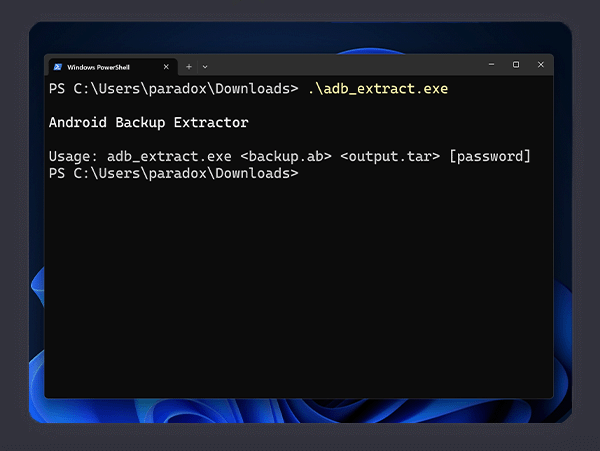 Windows PowerShell
PS C:\Users\paradox\Downloads> .\adb_extract.exe
Android Backup Extractor
Usage: adb_extract.exe <backup.ab> <output.tar> [password]
PS C:\Users\paradox\Downloads>